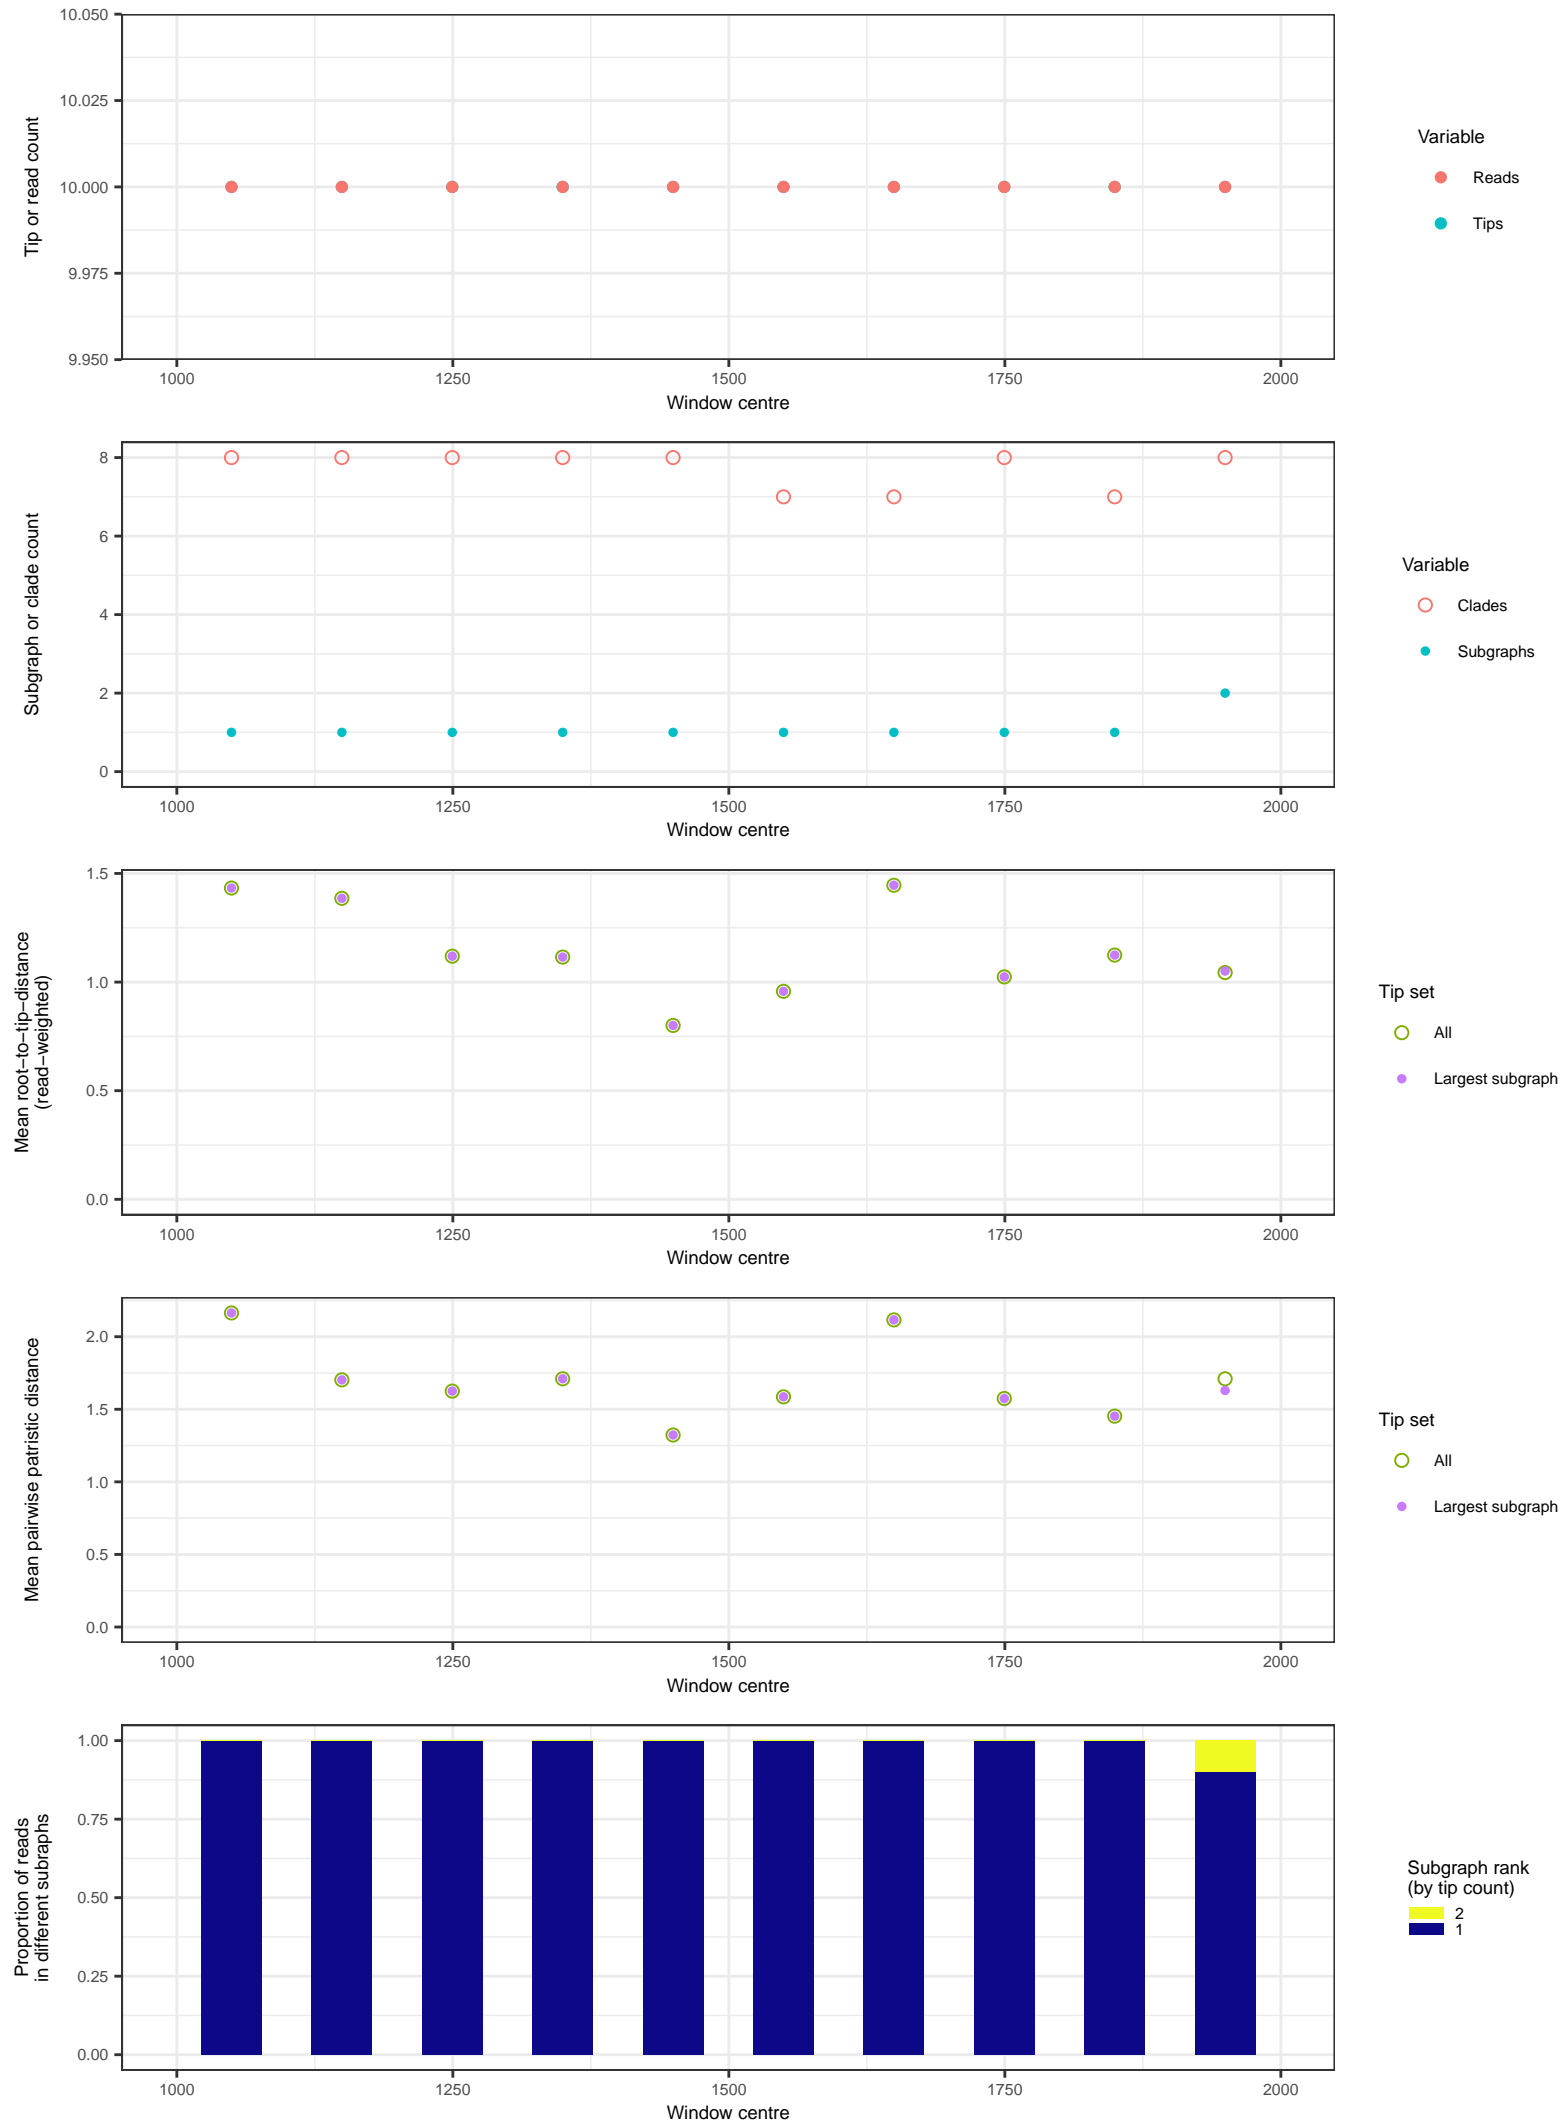 10.050
10.025
10.000
9.975
9.950
Tip or read count
1000 1250 1500 1750 2000
Window centre
Variable
Reads
Tips
8
6
4
2
0
Subgraph or clade count
1000 1250 1500 1750 2000
Window centre
Variable
Clades
Subgraphs
1.5
1.0
0.5
0.0
Mean root−to−tip−distance
(read−weighted)
1000 1250 1500 1750 2000
Window centre
Tip set
All
Largest subgraph
2.0
1.5
1.0
0.5
0.0
Mean pairwise patristic distance
1000 1250 1500 1750 2000
Window centre
Tip set
All
Largest subgraph
1.00
0.75
0.50
0.25
0.00
Proportion of reads
in different subraphs
1000 1250 1500 1750 2000
Window centre
Subgraph rank
(by tip count)
2
1